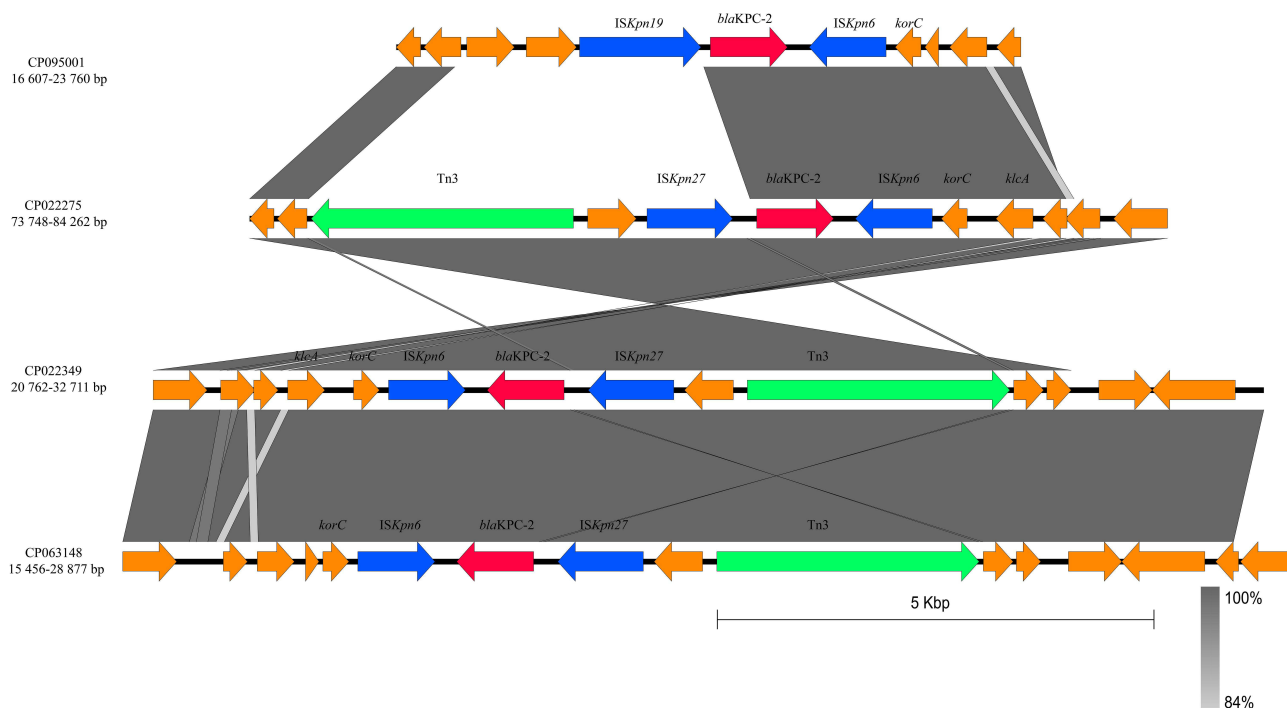 ISKpn19 blaKPC-2 ISKpn6 korC
CP095001
16 607-23 760 bp
Tn3 ISKpn27 blaKPC-2 ISKpn6 korC klcA
CP022275
73 748-84 262 bp
klcA korC ISKpn6 blaKPC-2 ISKpn27 Tn3
CP022349
20 762-32 711 bp
korC ISKpn6 blaKPC-2 ISKpn27 Tn3
CP063148
15 456-28 877 bp
5 Kbp
100%
84%